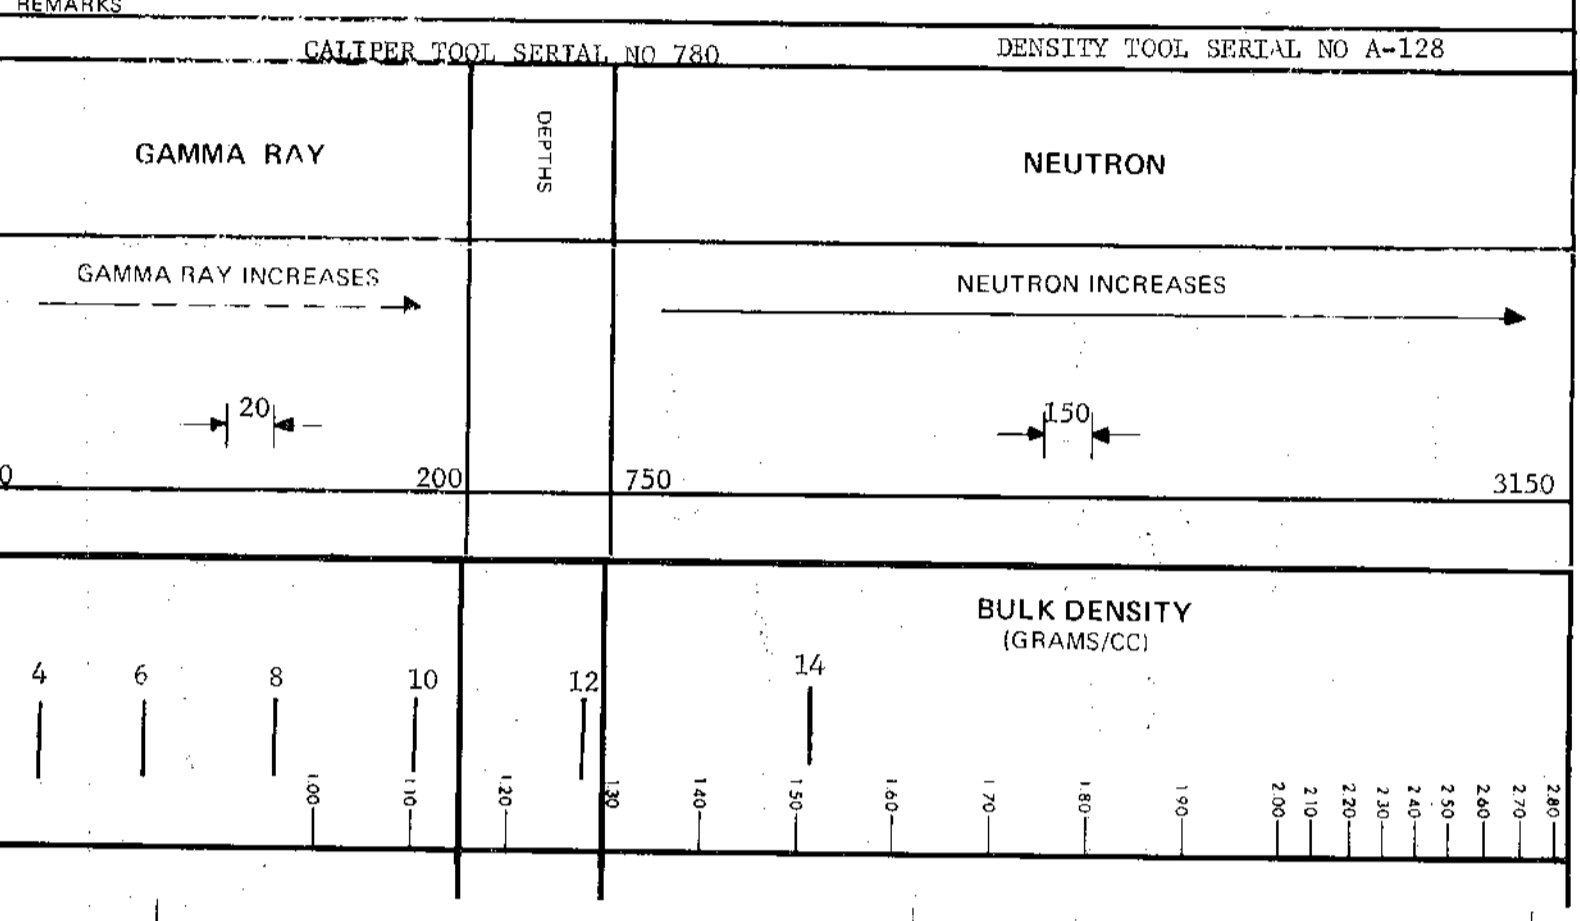 REMARKS
CALIPER TOOL SERIAL NO 780 DENSITY TOOL SERIAL NO A-128
GAMMA RAY DEPTHS NEUTRON
GAMMA RAY INCREASES NEUTRON INCREASES
20 150
0 200 750 3150
BULK DENSITY
(GRAMS/CC)
4 6 8 10 12 14
1.00 1.10 1.20 1.30 1.40 1.50 1.60 1.70 1.80 1.90 2.00 2.10 2.20 2.30 2.40 2.50 2.60 2.70 2.80